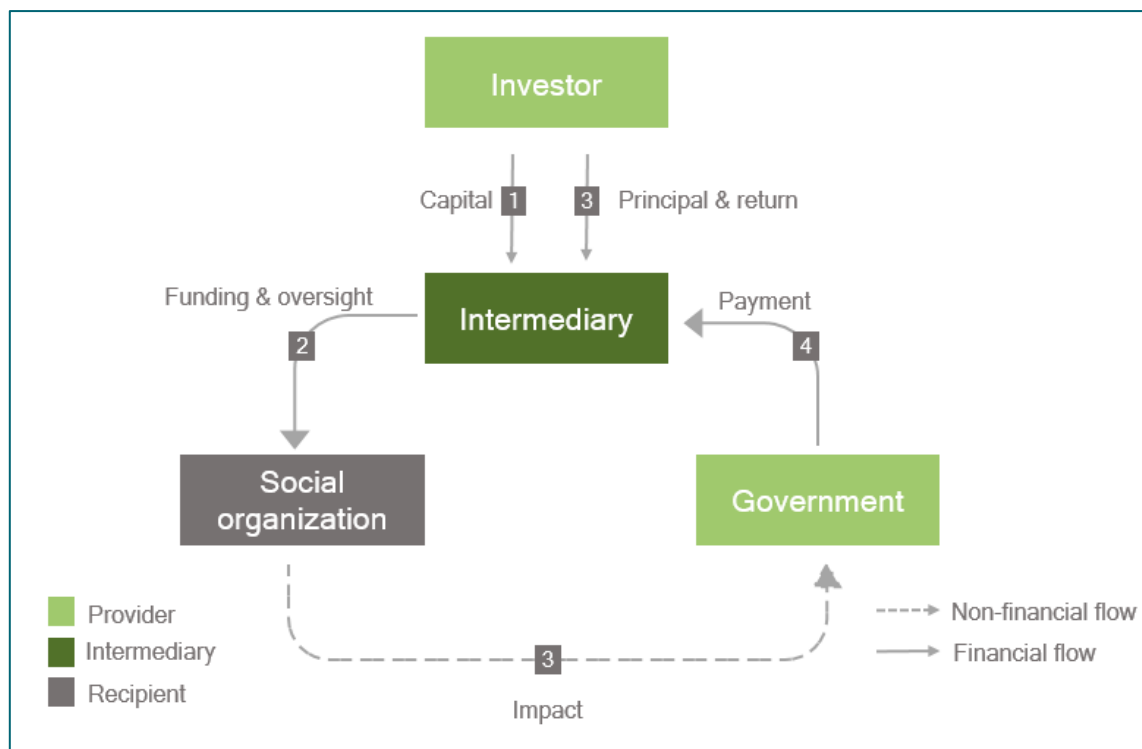 Investor
Capital 1
3 Principal & return
Funding & oversight
Intermediary
Payment
2
4
Social
organization
Government
Provider
Intermediary
Recipient
Non-financial flow
Financial flow
3
Impact